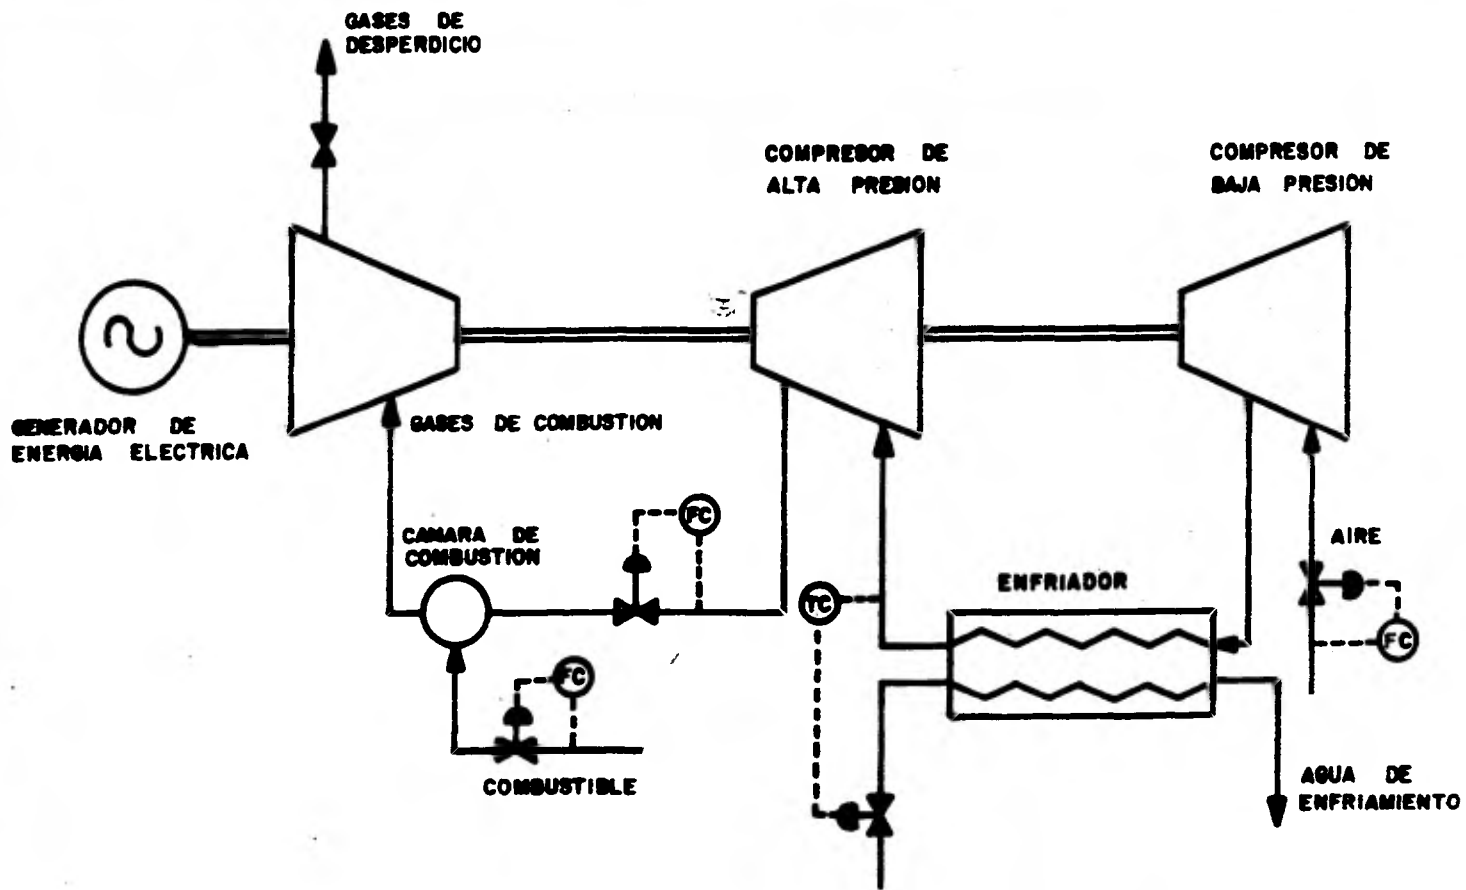 GASES DE
DESPERDICIO
COMPRESOR DE
ALTA PRESION
COMPRESOR DE
BAJA PRESION
GENERADOR DE
ENERGIA ELECTRICA
GASES DE COMBUSTION
CAMARA DE
COMBUSTION
FC
FC
COMBUSTIBLE
TC
ENFRIADOR
AIRE
FC
AGUA DE
ENFRIAMIENTO